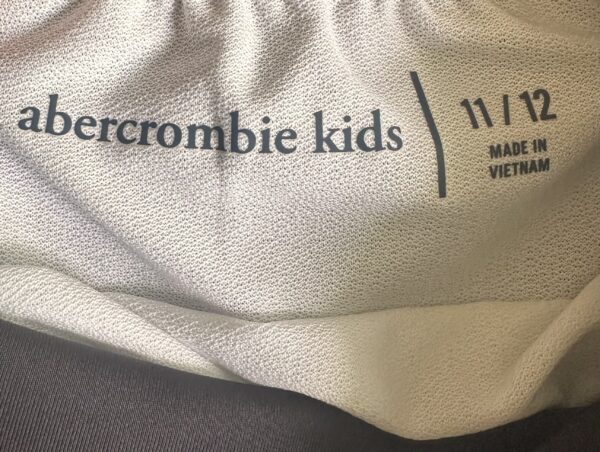 abercrombie kids
11 / 12
MADE IN
VIETNAM